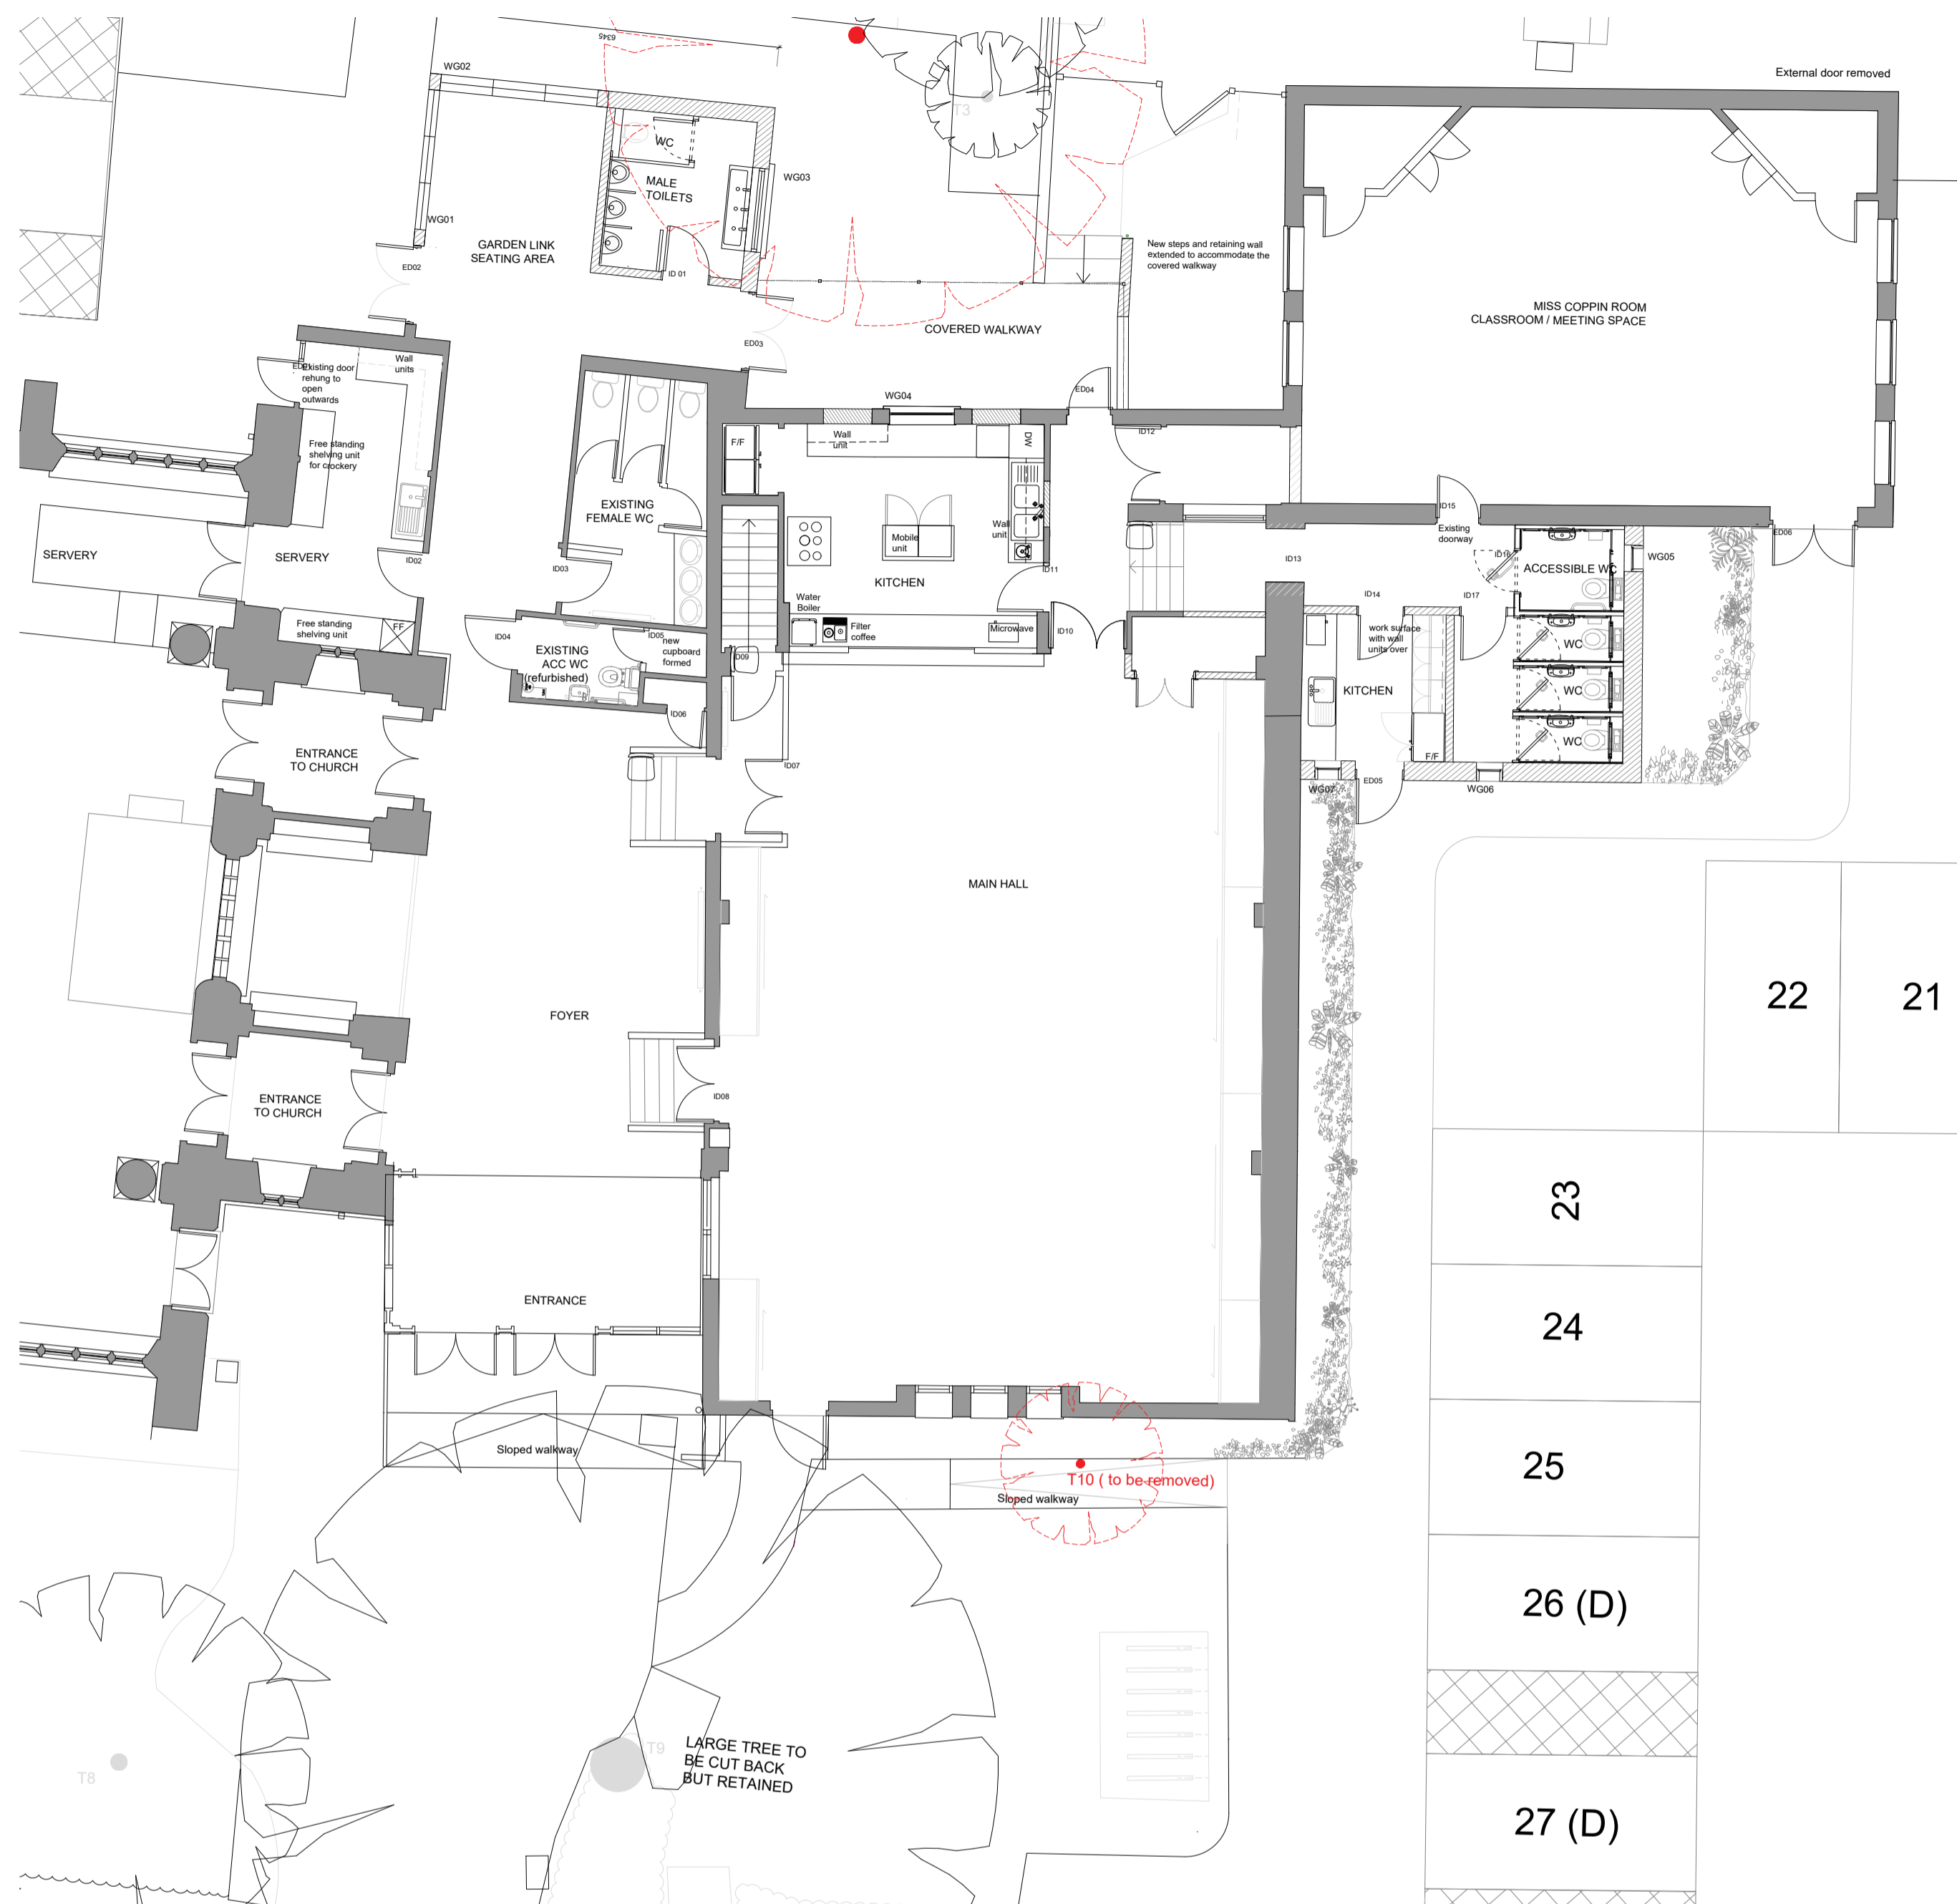 6345
WG02
External door removed
T3
WC
MALE
TOILETS
WG03
WG01
GARDEN LINK
SEATING AREA
ED02
ID 01
New steps and retaining wall
extended to accommodate the
covered walkway
MISS COPPIN ROOM
CLASSROOM / MEETING SPACE
COVERED WALKWAY
ED03
Wall
units
Existing door
rehung to
open
outwards
ED04
WG04
Free standing
shelving unit
for crockery
F/F
Wall
unit
DW
ID12
EXISTING
FEMALE WC
ID15
Existing
doorway
ED06
Mobile
unit
Wall
unit
SERVERY
SERVERY
ID02
ID03
KITCHEN
ID11
ID13
ID16
ACCESSIBLE WC
WG05
Water
Boiler
ID14
ID17
Free standing
shelving unit
FF
ID04
ID05
new
cupboard
formed
Filter
coffee
Microwave
ID10
work surface
with wall
units over
WC
EXISTING
ACC WC
(refurbished)
ID09
KITCHEN
WC
ID06
WC
ENTRANCE
TO CHURCH
ID07
F/F
WG07
ED05
WG06
MAIN HALL
22
21
FOYER
ID08
ENTRANCE
TO CHURCH
23
ENTRANCE
24
Sloped walkway
25
T10 ( to be removed)
Sloped walkway
26 (D)
T9
LARGE TREE TO
BE CUT BACK
BUT RETAINED
T8
27 (D)